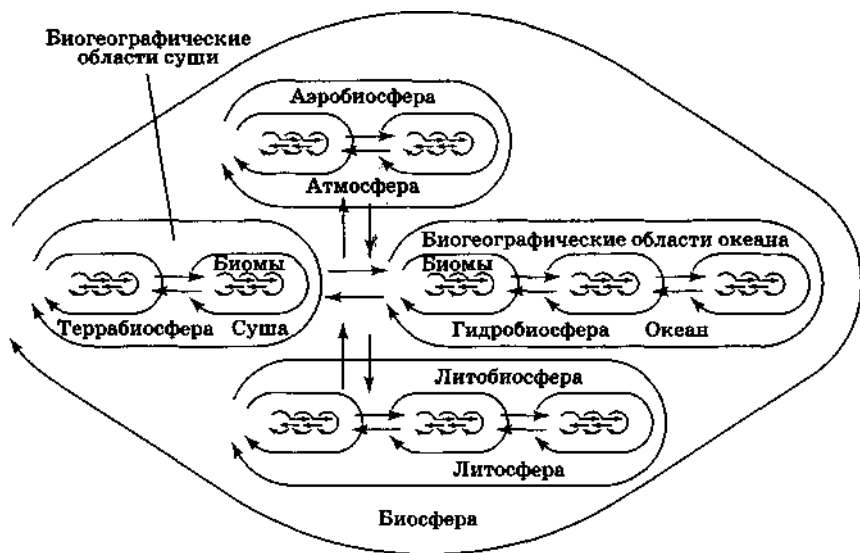 Биогеографические
области суши
Аэробиосфера
Атмосфера
Биогеографические области океана
Биомы
Биомы
Террабиосфера Суша
Гидробиосфера Океан
Литобиосфера
Литосфера
Биосфера